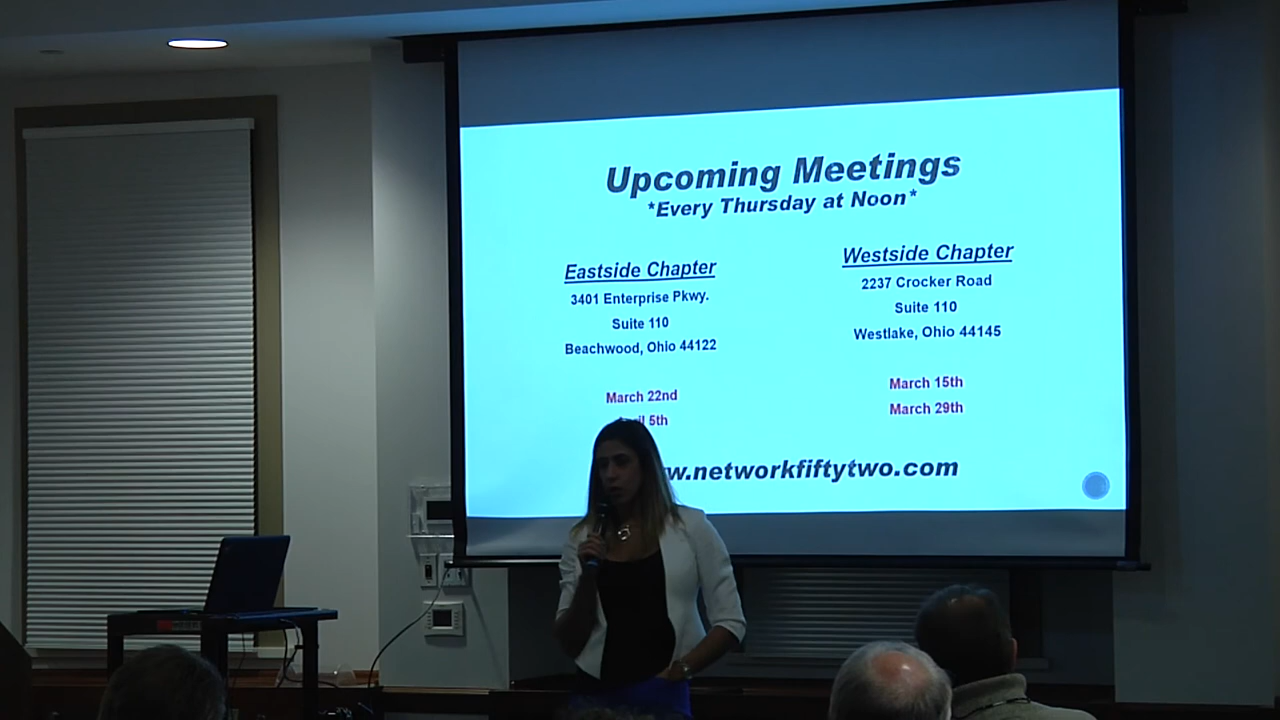 Upcoming Meetings
*Every Thursday at Noon*
Eastside Chapter
3401 Enterprise Pkwy.
Suite 110
Beachwood, Ohio 44122
March 22nd
5th
Westside Chapter
2237 Crocker Road
Suite 110
Westlake, Ohio 44145
March 15th
March 29th
w.networkfiftytwo.com